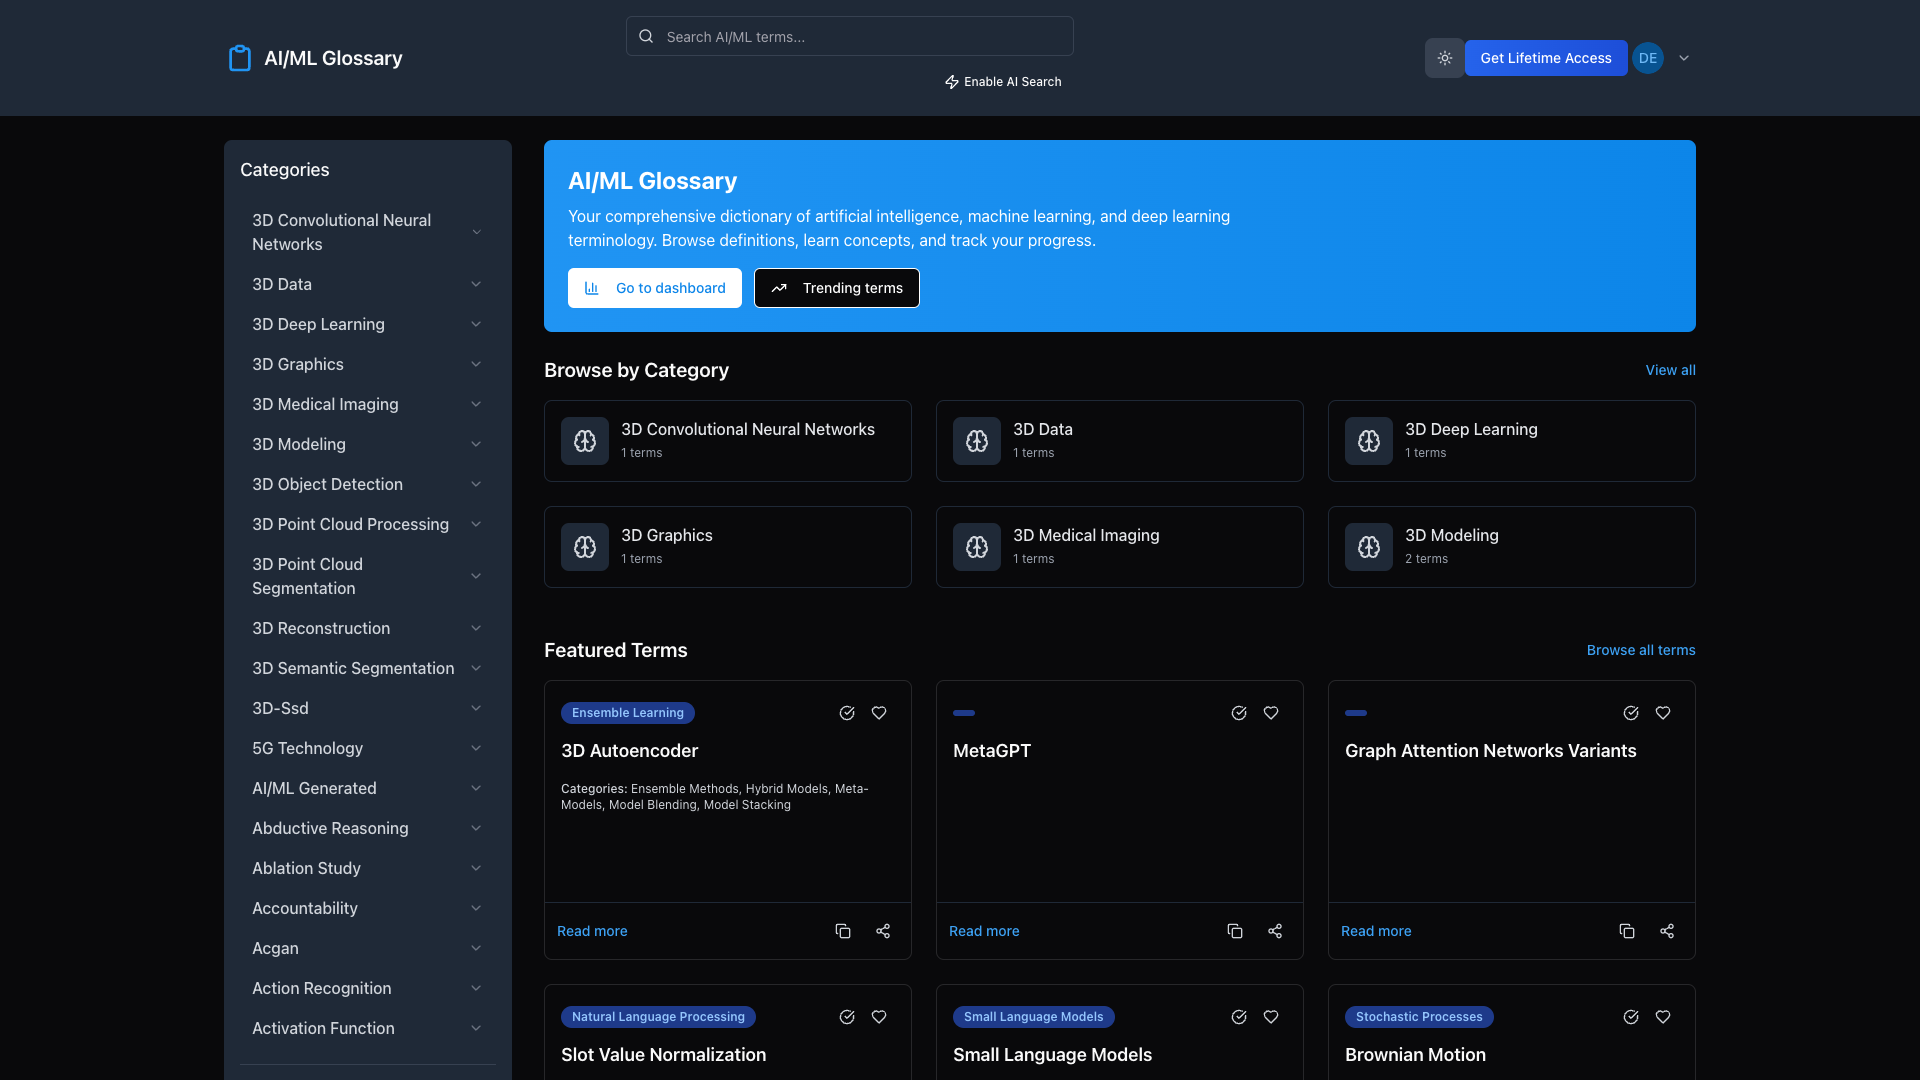 AI/ML Glossary
Search AI/ML terms...
Enable AI Search
Get Lifetime Access
DE
Categories
3D Convolutional Neural
Networks
3D Data
3D Deep Learning
3D Graphics
3D Medical Imaging
3D Modeling
3D Object Detection
3D Point Cloud Processing
3D Point Cloud
Segmentation
3D Reconstruction
3D Semantic Segmentation
3D-Ssd
5G Technology
AI/ML Generated
Abductive Reasoning
Ablation Study
Accountability
Acgan
Action Recognition
Activation Function
AI/ML Glossary
Your comprehensive dictionary of artificial intelligence, machine learning, and deep learning
terminology. Browse definitions, learn concepts, and track your progress.
Go to dashboard
Trending terms
Browse by Category
View all
3D Convolutional Neural Networks
1 terms
3D Data
1 terms
3D Deep Learning
1 terms
3D Graphics
1 terms
3D Medical Imaging
1 terms
3D Modeling
2 terms
Featured Terms
Browse all terms
Ensemble Learning
3D Autoencoder
Categories: Ensemble Methods, Hybrid Models, Meta-
Models, Model Blending, Model Stacking
Read more
MetaGPT
Read more
Graph Attention Networks Variants
Read more
Natural Language Processing
Slot Value Normalization
Small Language Models
Small Language Models
Stochastic Processes
Brownian Motion